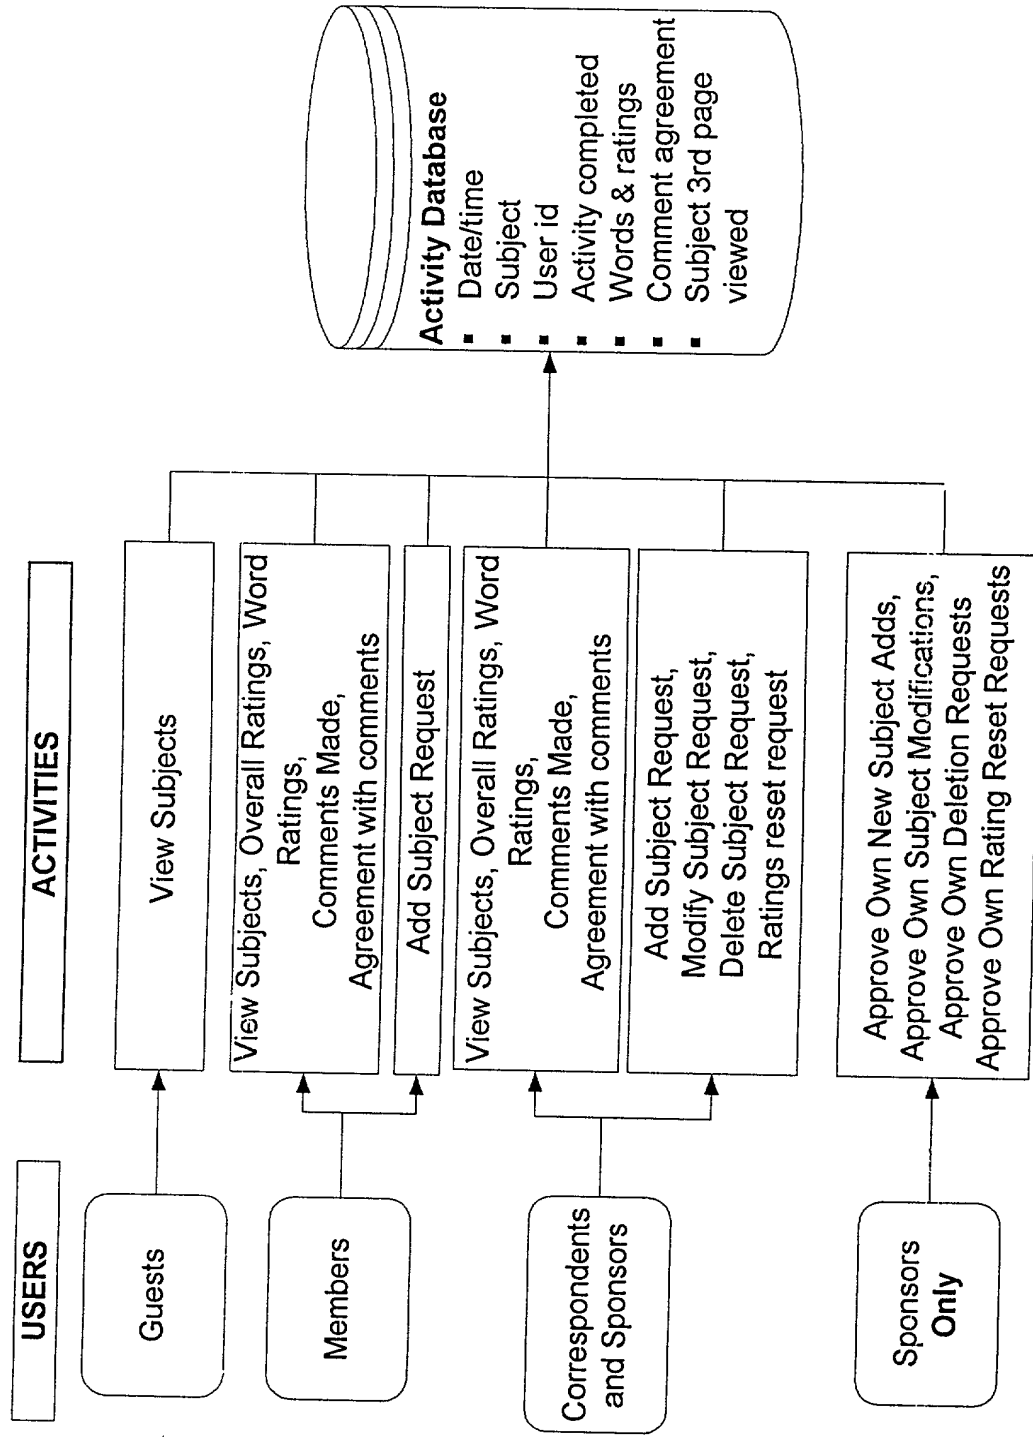 USERS
ACTIVITIES
Guests
View Subjects
Members
View Subjects, Overall Ratings, Word
Ratings,
Comments Made,
Agreement with comments
Add Subject Request
Correspondents
and Sponsors
View Subjects, Overall Ratings, Word
Ratings,
Comments Made,
Agreement with comments
Add Subject Request,
Modify Subject Request,
Delete Subject Request,
Ratings reset request
Sponsors
Only
Approve Own New Subject Adds,
Approve Own Subject Modifications,
Approve Own Deletion Requests
Approve Own Rating Reset Requests
Activity Database
▪ Date/time
▪ Subject
▪ User id
▪ Activity completed
▪ Words & ratings
▪ Comment agreement
▪ Subject 3rd page
viewed